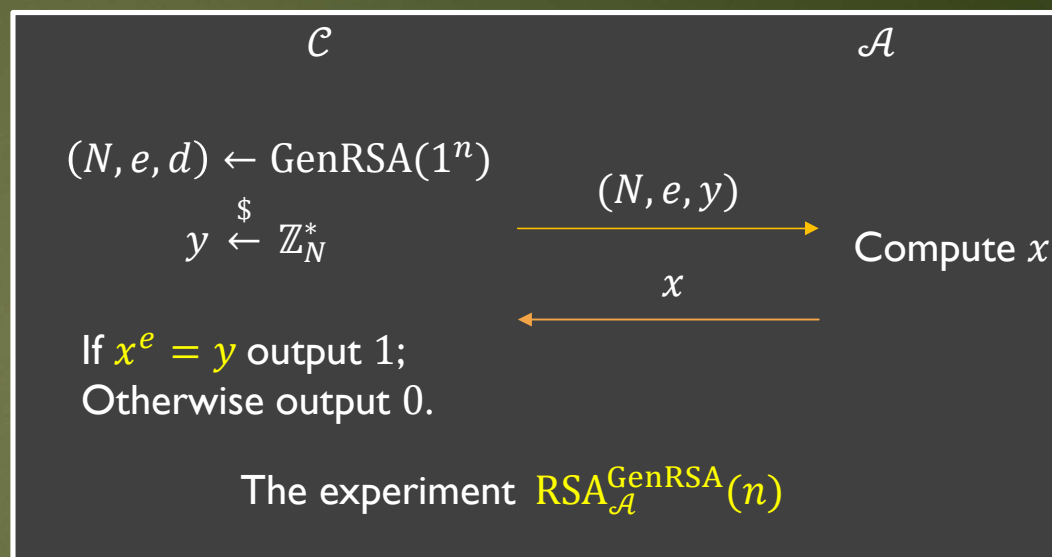 𝒞 𝒜
(N, e, d) ← GenRSA(1ⁿ)
(N, e, y)
y $← ℤ*_N
Compute x
x
If xᵉ = y output 1;
Otherwise output 0.
The experiment RSA_𝒜^GenRSA(n)